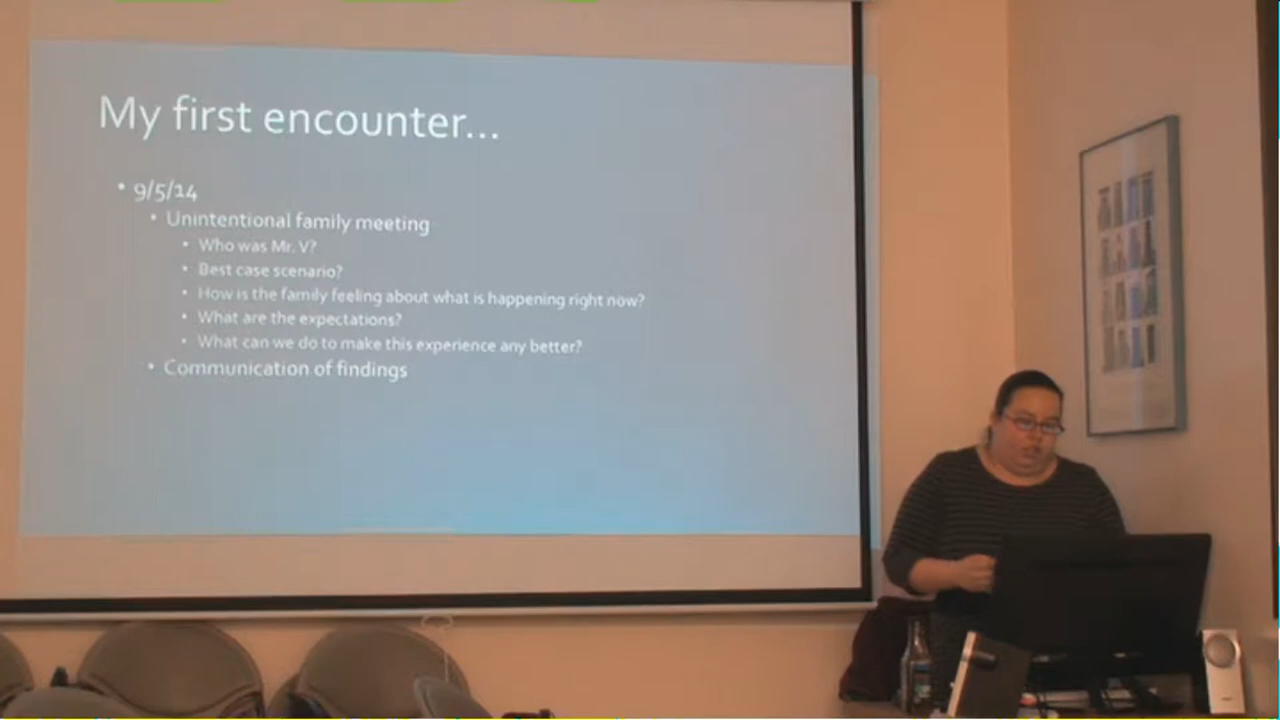 My first encounter...
• 9/5/14
• Unintentional family meeting
• Who was Mr. V?
• Best case scenario?
• How is the family feeling about what is happening right now?
• What are the expectations?
• What can we do to make this experience any better?
• Communication of findings